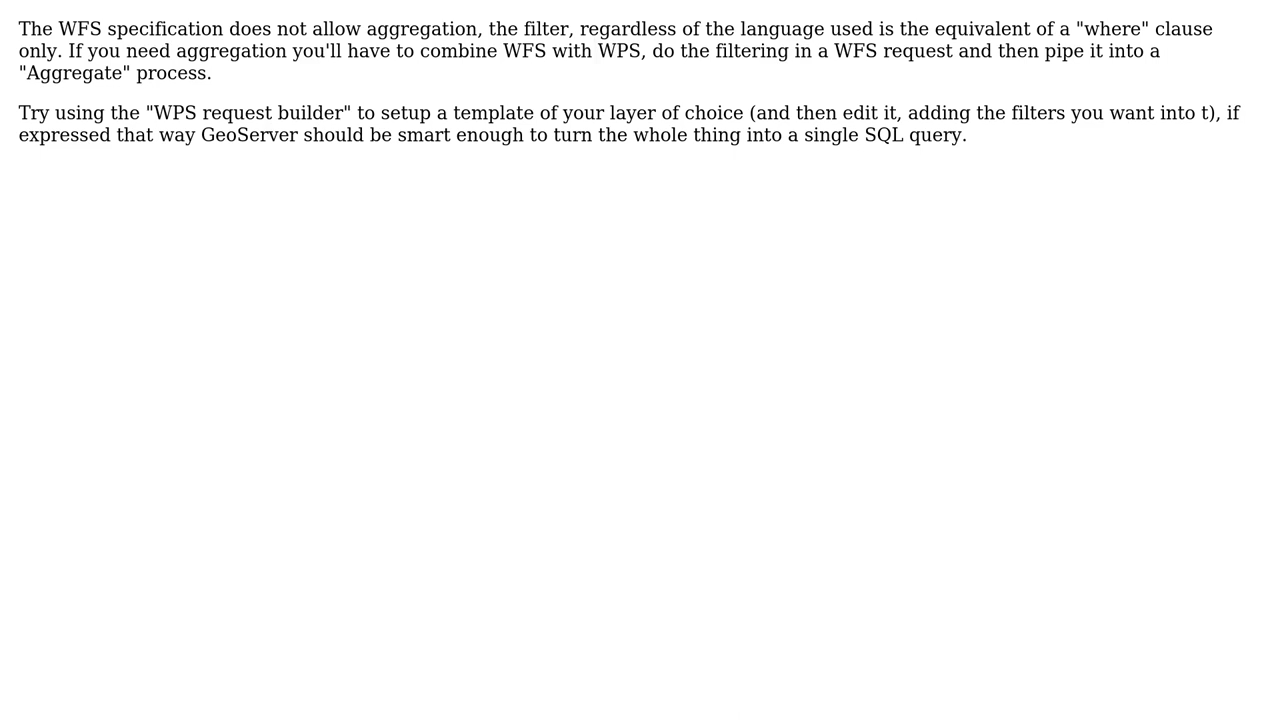 The WFS specification does not allow aggregation, the filter, regardless of the language used is the equivalent of a "where" clause
only. If you need aggregation you'll have to combine WFS with WPS, do the filtering in a WFS request and then pipe it into a
"Aggregate" process.
Try using the "WPS request builder" to setup a template of your layer of choice (and then edit it, adding the filters you want into t), if
expressed that way GeoServer should be smart enough to turn the whole thing into a single SQL query.